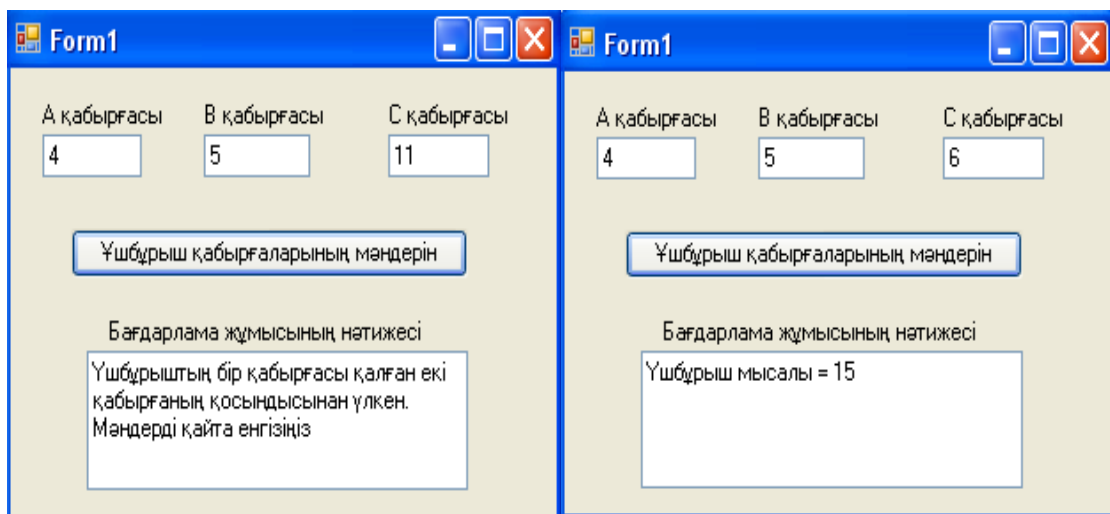 Form1
А қабырғасы В қабырғасы С қабырғасы
4 5 11
Ұшбұрыш қабырғаларының мәндерін
Бағдарлама жұмысының нәтижесі
Үшбұрыштың бір қабырғасы қалған екі
қабырғаның қосындысынан үлкен.
Мәндерді қайта енгізіңіз
Form1
А қабырғасы В қабырғасы С қабырғасы
4 5 6
Ұшбұрыш қабырғаларының мәндерін
Бағдарлама жұмысының нәтижесі
Үшбұрыш мысалы = 15